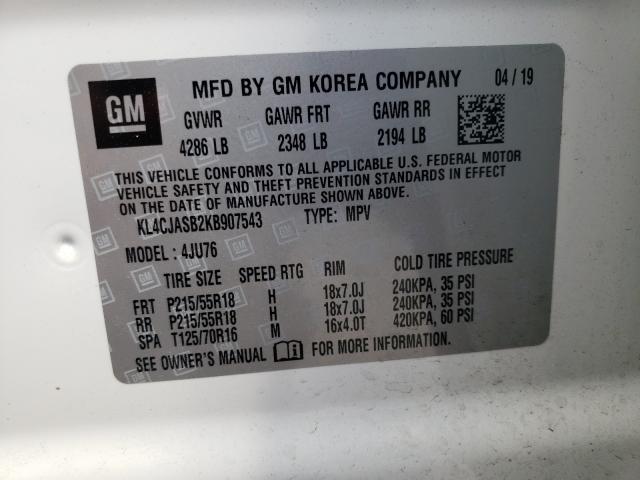 GM MFD BY GM KOREA COMPANY 04 / 19
GVWR GAWR FRT GAWR RR
4286 LB 2348 LB 2194 LB
THIS VEHICLE CONFORMS TO ALL APPLICABLE U.S. FEDERAL MOTOR
VEHICLE SAFETY AND THEFT PREVENTION STANDARDS IN EFFECT
ON THE DATE OF MANUFACTURE SHOWN ABOVE.
KL4CJASB2KB907543 TYPE: MPV
MODEL : 4JU76
TIRE SIZE SPEED RTG RIM COLD TIRE PRESSURE
FRT P215/55R18 H 18x7.0J 240KPA, 35 PSI
RR P215/55R18 H 18x7.0J 240KPA, 35 PSI
SPA T125/70R16 M 16x4.0T 420KPA, 60 PSI
SEE OWNER'S MANUAL FOR MORE INFORMATION.